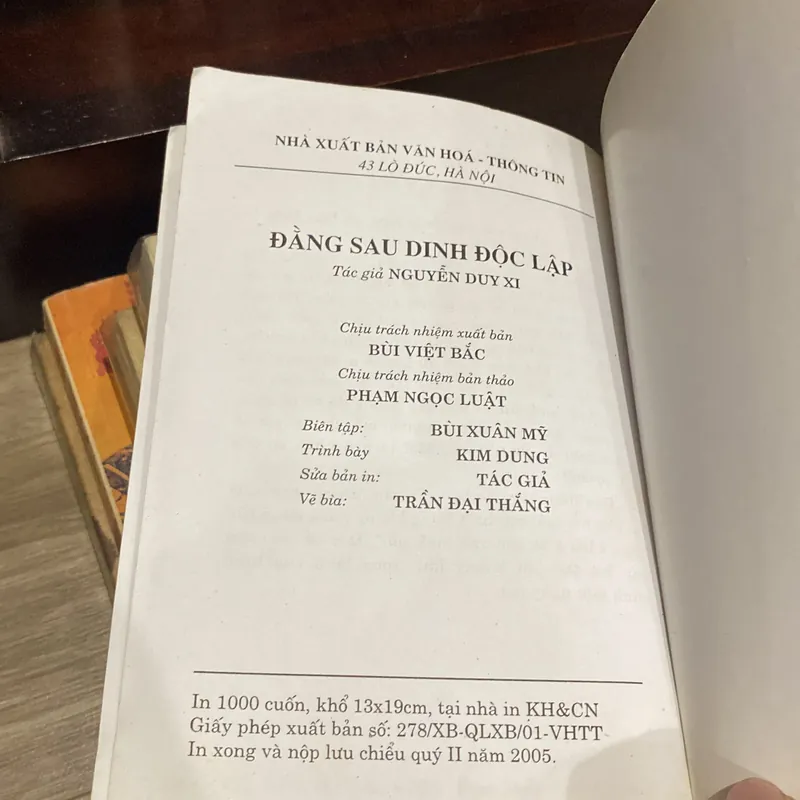 NHÀ XUẤT BẢN VĂN HOÁ - THÔNG TIN
43 LÒ ĐÚC, HÀ NỘI
ĐẰNG SAU DINH ĐỘC LẬP
Tác giả NGUYỄN DUY XI
Chịu trách nhiệm xuất bản
BÙI VIỆT BẮC
Chịu trách nhiệm bản thảo
PHẠM NGỌC LUẬT
Biên tập: BÙI XUÂN MỸ
Trình bày KIM DUNG
Sửa bản in: TÁC GIẢ
Vẽ bìa: TRẦN ĐẠI THẮNG
In 1000 cuốn, khổ 13x19cm, tại nhà in KH&CN
Giấy phép xuất bản số: 278/XB-QLXB/01-VHTT
In xong và nộp lưu chiểu quý II năm 2005.